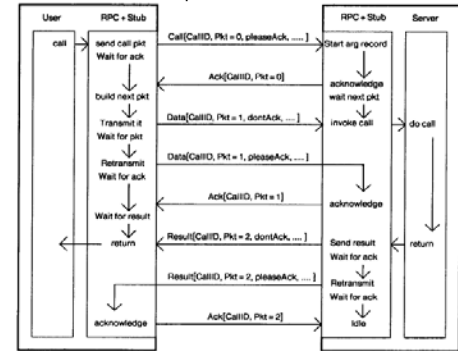 User
RPC + Stub
RPC + Stub
Server
call
send call pkt
Call[CallID, Pkt = 0, pleaseAck, ..... ]
Start arg record
Wait for ack
Ack[CallID, Pkt = 0]
acknowledge
build next pkt
wait next pkt
Transmit it
Data[CallID, Pkt = 1, dontAck, .... ]
invoke call
do call
Wait for pkt
Retransmit
Data[CallID, Pkt = 1, pleaseAck, .... ]
Wait for ack
Ack[CallID, Pkt = 1]
acknowledge
Wait for result
return
Result[CallID, Pkt = 2, dontAck, .... ]
Send result
return
Wait for ack
Result[CallID, Pkt = 2, pleaseAck, .... ]
Retransmit
Wait for ack
acknowledge
Ack[CallID, Pkt = 2]
Idle